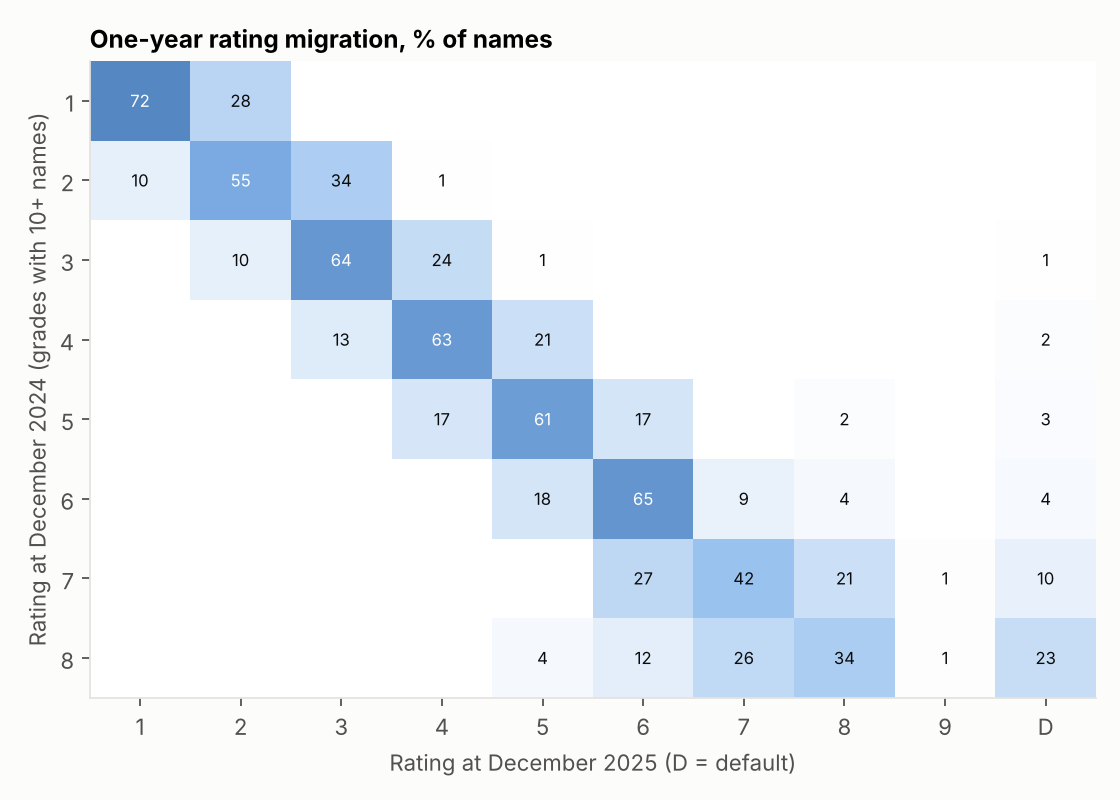 One-year rating migration, % of names
Rating at December 2024 (grades with 10+ names)
1 72 28
2 10 55 34 1
3 10 64 24 1 1
4 13 63 21 2
5 17 61 17 2 3
6 18 65 9 4 4
7 27 42 21 1 10
8 4 12 26 34 1 23
1 2 3 4 5 6 7 8 9 D
Rating at December 2025 (D = default)